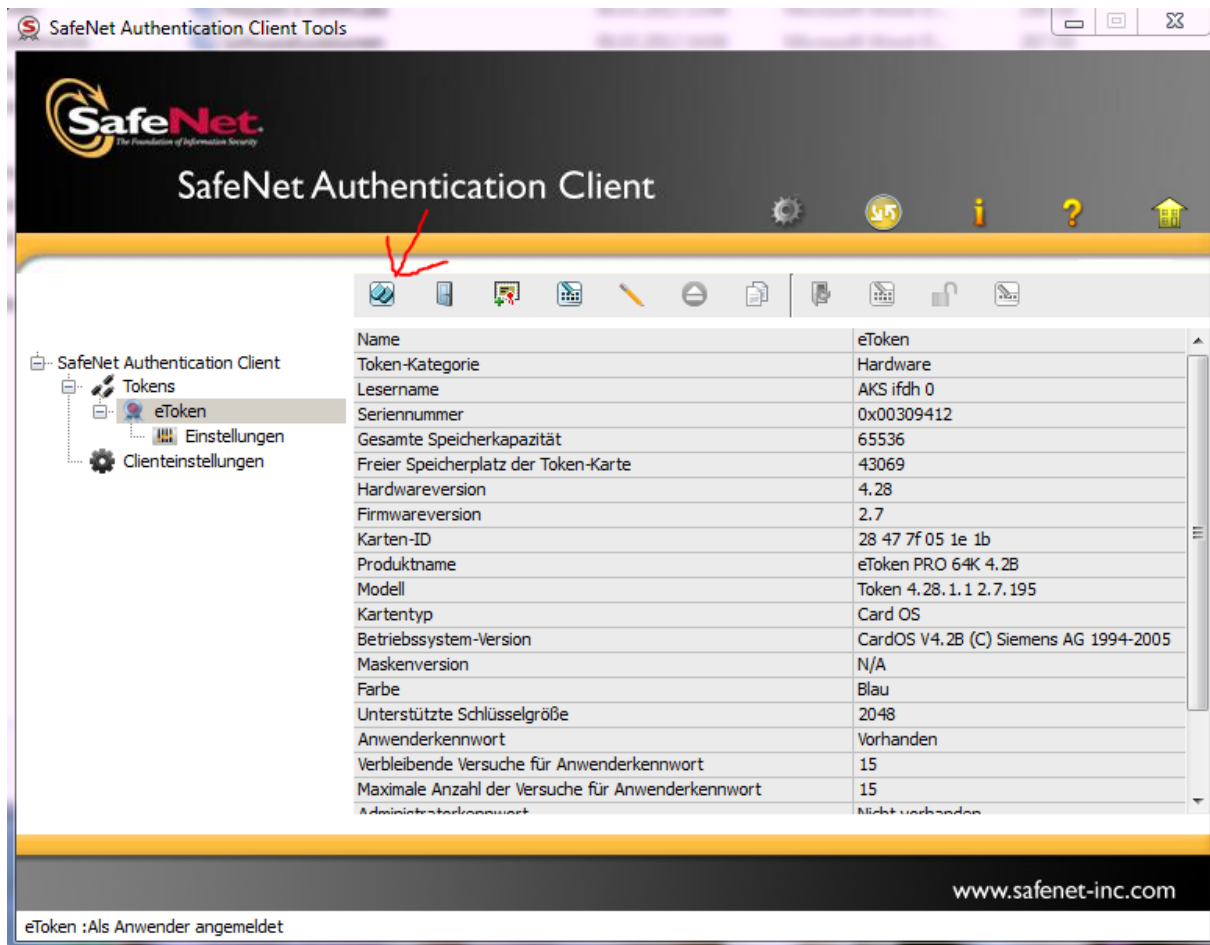 SafeNet Authentication Client Tools
SafeNet.
The Foundation of Information Security
SafeNet Authentication Client
SafeNet Authentication Client
Tokens
eToken
Einstellungen
Clienteinstellungen
Name eToken
Token-Kategorie Hardware
Lesername AKS ifdh 0
Seriennummer 0x00309412
Gesamte Speicherkapazität 65536
Freier Speicherplatz der Token-Karte 43069
Hardwareversion 4.28
Firmwareversion 2.7
Karten-ID 28 47 7f 05 1e 1b
Produktname eToken PRO 64K 4.2B
Modell Token 4.28.1.1 2.7.195
Kartentyp Card OS
Betriebssystem-Version CardOS V4.2B (C) Siemens AG 1994-2005
Maskenversion N/A
Farbe Blau
Unterstützte Schlüsselgröße 2048
Anwenderkennwort Vorhanden
Verbleibende Versuche für Anwenderkennwort 15
Maximale Anzahl der Versuche für Anwenderkennwort 15
Administratorkennwort Nicht vorhanden
www.safenet-inc.com
eToken :Als Anwender angemeldet